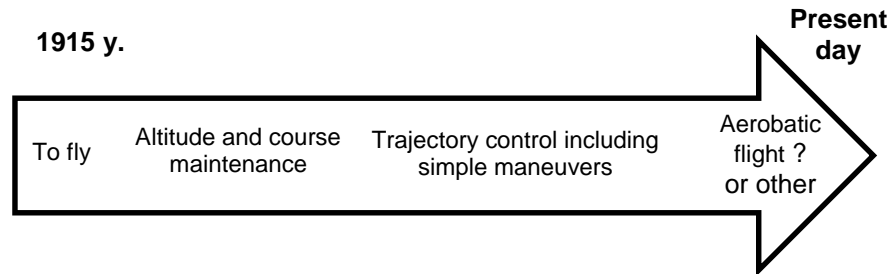 1915 y.
Present
day
To fly
Altitude and course
maintenance
Trajectory control including
simple maneuvers
Aerobatic
flight ?
or other